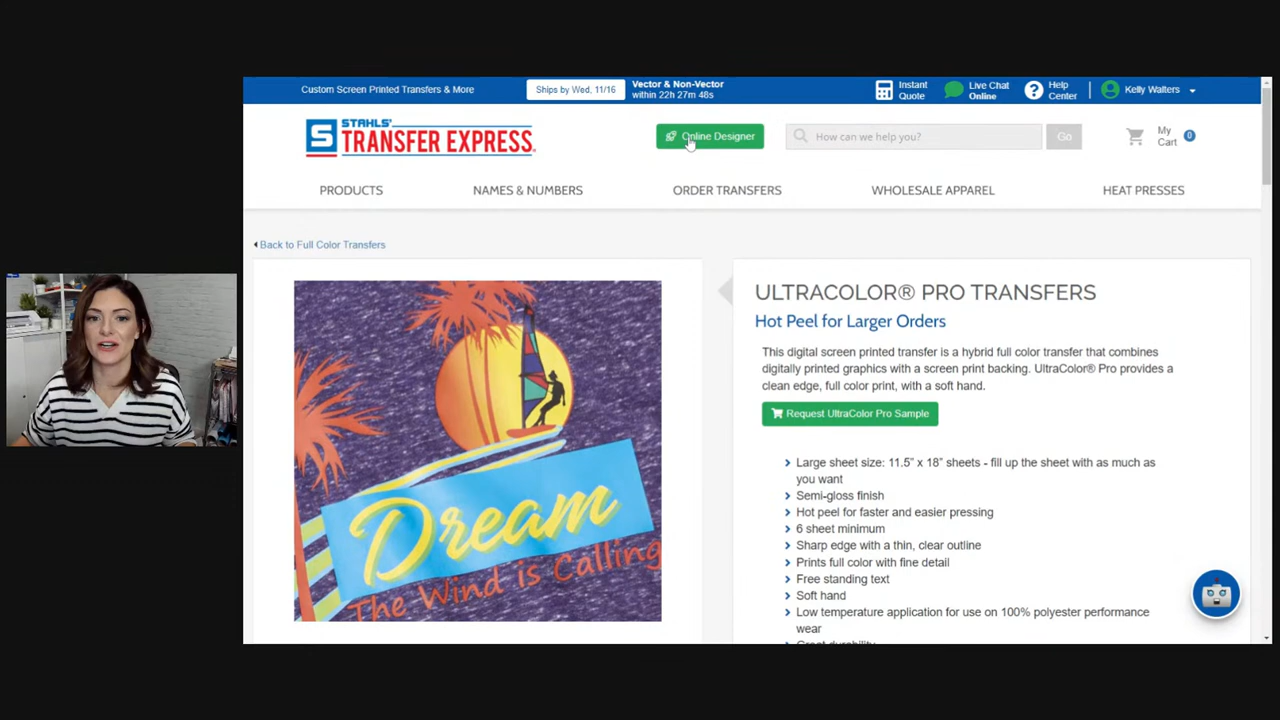 Custom Screen Printed Transfers & More
Ships by Wed, 11/16
Vector & Non-Vector
within 22h 27m 48s
Instant
Quote
Live Chat
Online
Help
Center
Kelly Walters
S
STAHLS'
TRANSFER EXPRESS.
Online Designer
How can we help you?
Go
My
Cart
0
PRODUCTS
NAMES & NUMBERS
ORDER TRANSFERS
WHOLESALE APPAREL
HEAT PRESSES
Back to Full Color Transfers
Dream
The Wind is Calling
ULTRACOLOR® PRO TRANSFERS
Hot Peel for Larger Orders
This digital screen printed transfer is a hybrid full color transfer that combines
digitally printed graphics with a screen print backing. UltraColor® Pro provides a
clean edge, full color print, with a soft hand.
Request UltraColor Pro Sample
Large sheet size: 11.5" x 18" sheets - fill up the sheet with as much as
you want
Semi-gloss finish
Hot peel for faster and easier pressing
6 sheet minimum
Sharp edge with a thin, clear outline
Prints full color with fine detail
Free standing text
Soft hand
Low temperature application for use on 100% polyester performance
wear
Great durability